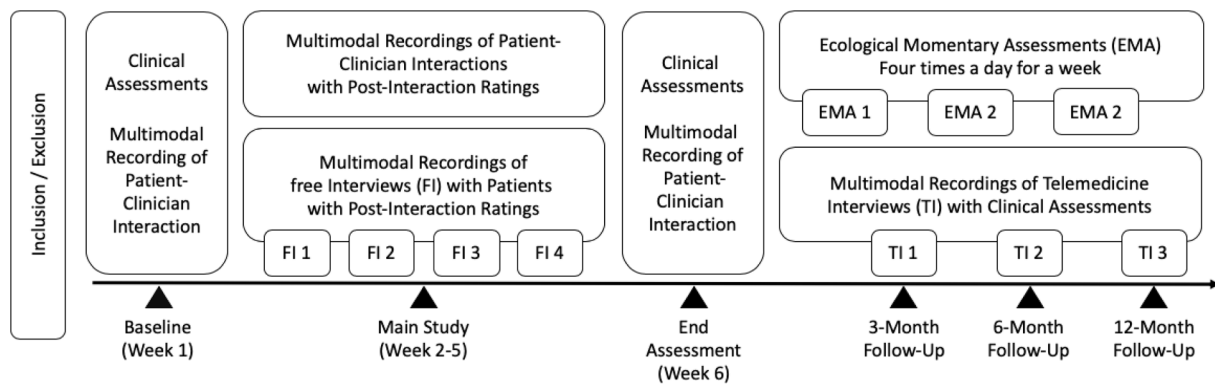 Inclusion / Exclusion
Clinical
Assessments
Multimodal
Recording of
Patient-
Clinician
Interaction
Multimodal Recordings of Patient-
Clinician Interactions
with Post-Interaction Ratings
Multimodal Recordings of
free Interviews (FI) with Patients
with Post-Interaction Ratings
FI 1
FI 2
FI 3
FI 4
Clinical
Assessments
Multimodal
Recording of
Patient-
Clinician
Interaction
Ecological Momentary Assessments (EMA)
Four times a day for a week
EMA 1
EMA 2
EMA 2
Multimodal Recordings of Telemedicine
Interviews (TI) with Clinical Assessments
TI 1
TI 2
TI 3
Baseline
(Week 1)
Main Study
(Week 2-5)
End
Assessment
(Week 6)
3-Month
Follow-Up
6-Month
Follow-Up
12-Month
Follow-Up